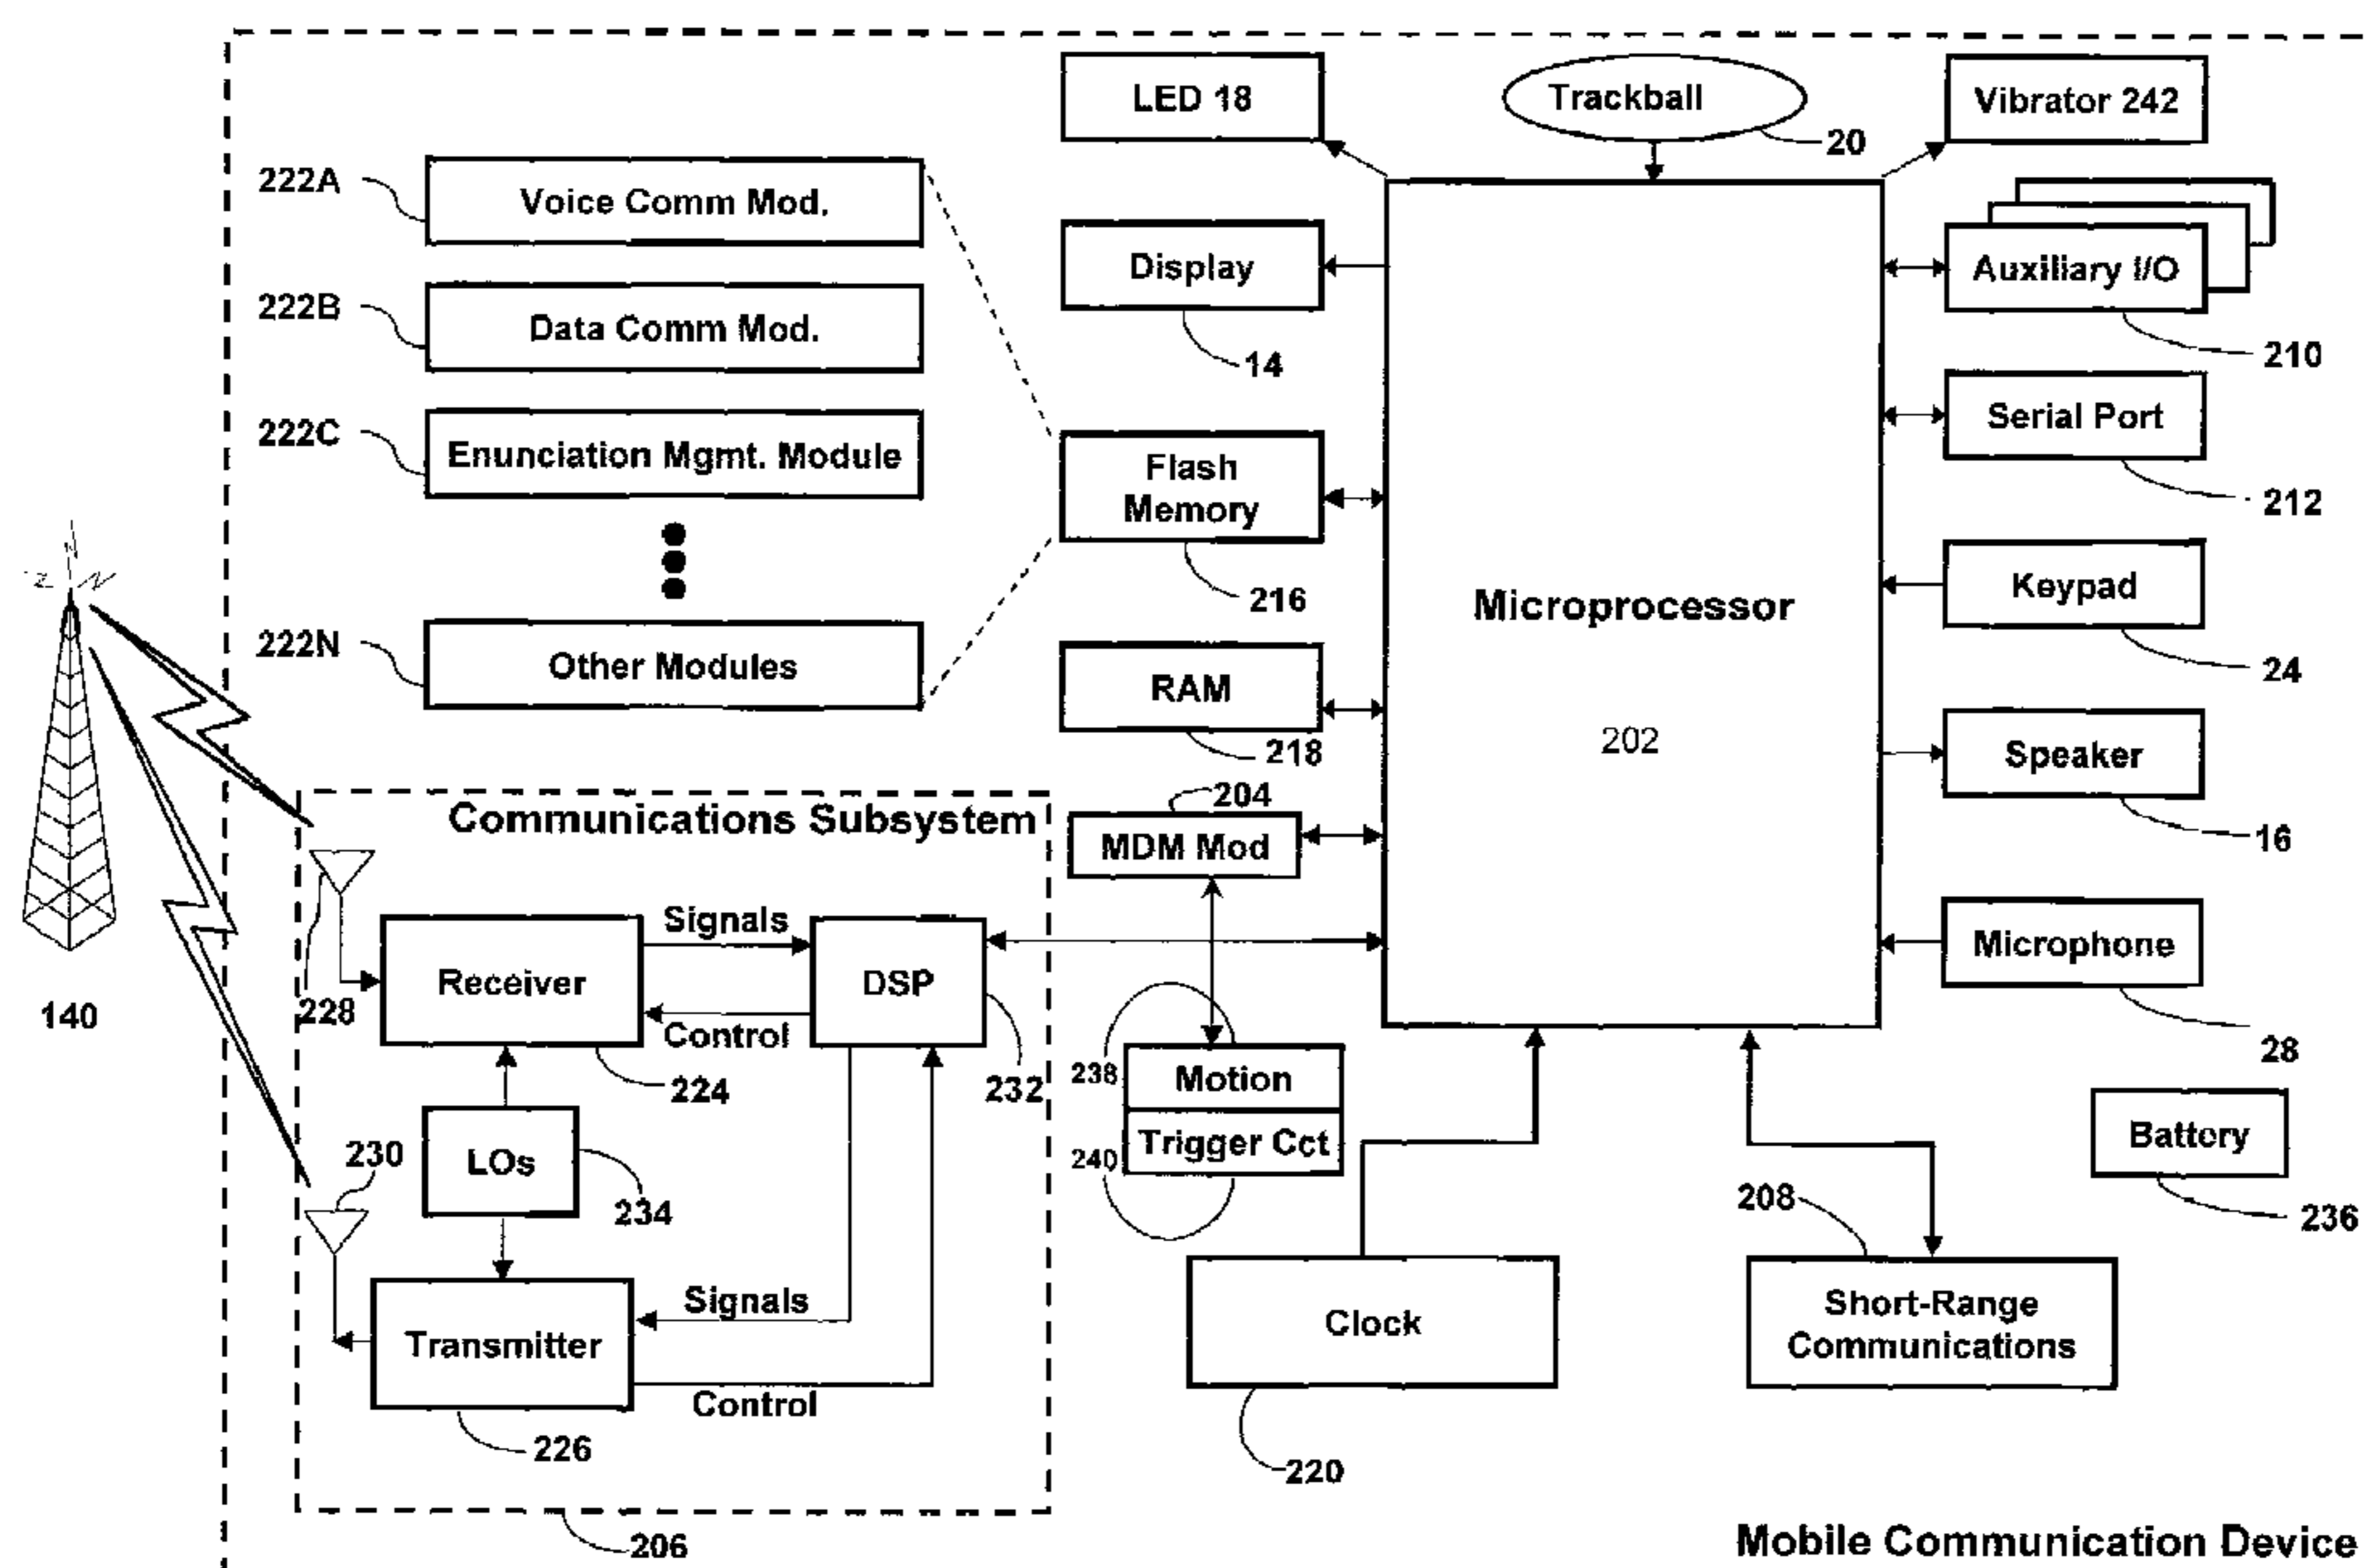 LED 18
Trackball
20
Vibrator 242
222A
Voice Comm Mod.
Display
14
Auxiliary I/O
210
222B
Data Comm Mod.
222C
Enunciation Mgmt. Module
Flash
Memory
216
Serial Port
212
222N
Other Modules
RAM
218
Microprocessor
202
Keypad
24
Speaker
16
204
MDM Mod
Microphone
28
140
Communications Subsystem
228
Receiver
224
Signals
Control
DSP
232
LOs
234
230
Transmitter
226
Signals
Control
206
238
Motion
240
Trigger Cct
Clock
220
208
Short-Range
Communications
Battery
236
Mobile Communication Device